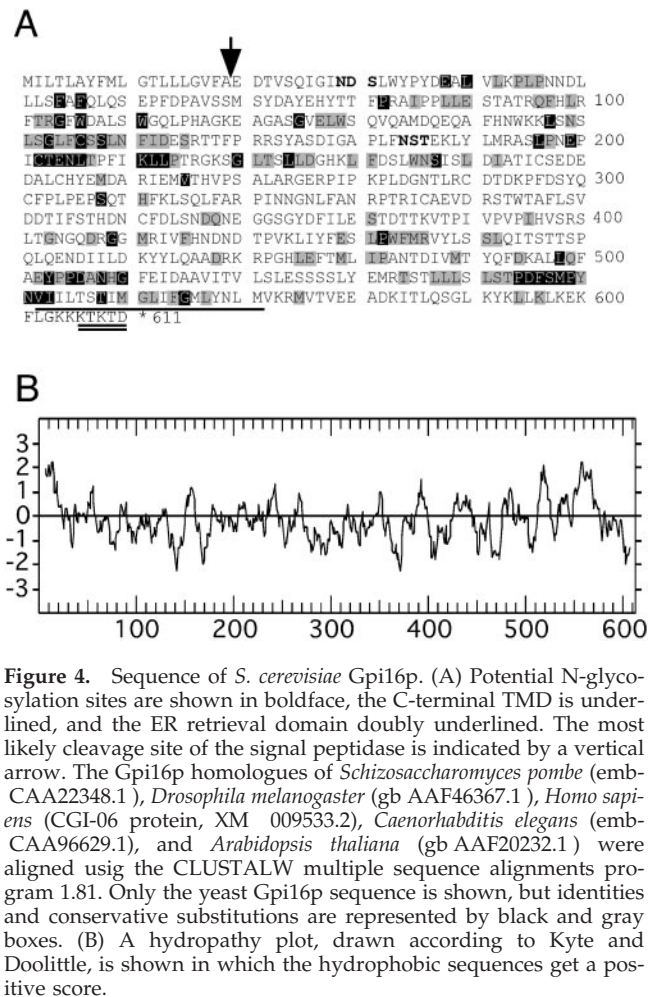 A
MILTLAYFML GTLLLGVFAE DTVSQIGIND SLWYPYDEAL VLKPLPNNDL
LLSFAFQLQS EPFDPAVSSM SYDAYEHYTT FPRAIPPLLE STATRQFHLR 100
FTRGFWDALS WGQLPHAGKE AGASGVELWS QVQAMDQEQA FHNWKKLSNS
LSGLFCSSLN FIDESRTTFP RRSYASDIGA PLFNSTEKLY LMRASLPNEP 200
ICTENLTPFI KLLPTRGKSG LTSLLDGHKL FDSLWNSISL DIATICSEDE
DALCHYEMDA RIEMVTHVPS ALARGERPIP KPLDGNTLRC DTDKPFDSYQ 300
CFPLPEPSQT HFKLSQLFAR PINNGNLFAN RPTRICAEVD RSTWTAFLSV
DDTIFSTHDN CFDLSNDQNE GGSGYDFILE STDTTKVTPI VPVPIHVSRS 400
LTGNGQDRGG MRIVFHNDND TPVKLIYFES LPWFMRVYLS SLQITSTTSP
QLQENDIILD KYYLQAADRK RPGHLEFTML IPANTDIVMT YQFDKALLQF 500
AEYPPDANHG FEIDAAVITV LSLESSSSLY EMRTSTLLLS LSTPDFSMPY
NVIILTSTIM GLIFGMLYNL MVKRMVTVEE ADKITLQSGL KYKLLKLKEK 600
FLGKKKTKTD * 611
B
3
2
1
0
-1
-2
-3
100 200 300 400 500 600
Figure 4. Sequence of S. cerevisiae Gpi16p. (A) Potential N-glyco-
sylation sites are shown in boldface, the C-terminal TMD is under-
lined, and the ER retrieval domain doubly underlined. The most
likely cleavage site of the signal peptidase is indicated by a vertical
arrow. The Gpi16p homologues of Schizosaccharomyces pombe (emb-
CAA22348.1 ), Drosophila melanogaster (gb AAF46367.1 ), Homo sapi-
ens (CGI-06 protein, XM 009533.2), Caenorhabditis elegans (emb-
CAA96629.1), and Arabidopsis thaliana (gb AAF20232.1 ) were
aligned usig the CLUSTALW multiple sequence alignments pro-
gram 1.81. Only the yeast Gpi16p sequence is shown, but identities
and conservative substitutions are represented by black and gray
boxes. (B) A hydropathy plot, drawn according to Kyte and
Doolittle, is shown in which the hydrophobic sequences get a pos-
itive score.